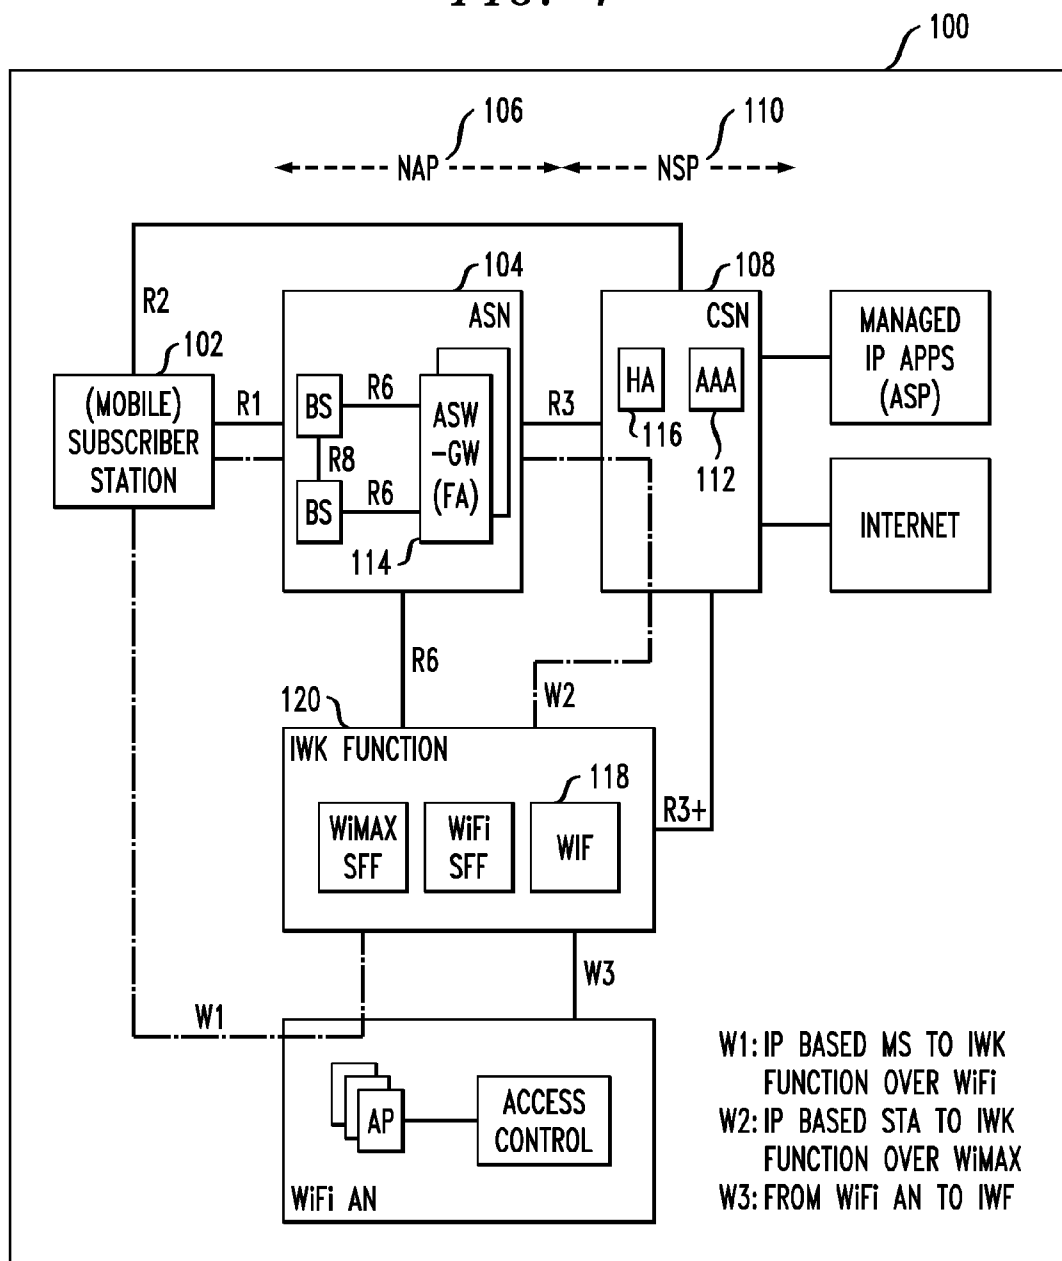 100
106
110
NAP
NSP
104
108
R2
ASN
CSN
102
MANAGED
IP APPS
(ASP)
(MOBILE)
SUBSCRIBER
STATION
R1
BS
R6
ASW
-GW
(FA)
R3
HA
AAA
116
112
R8
BS
R6
114
INTERNET
R6
W2
120
IWK FUNCTION
118
WiMAX
SFF
WiFi
SFF
WIF
R3+
W3
W1
AP
ACCESS
CONTROL
WiFi AN
W1: IP BASED MS TO IWK
FUNCTION OVER WiFi
W2: IP BASED STA TO IWK
FUNCTION OVER WiMAX
W3: FROM WiFi AN TO IWF